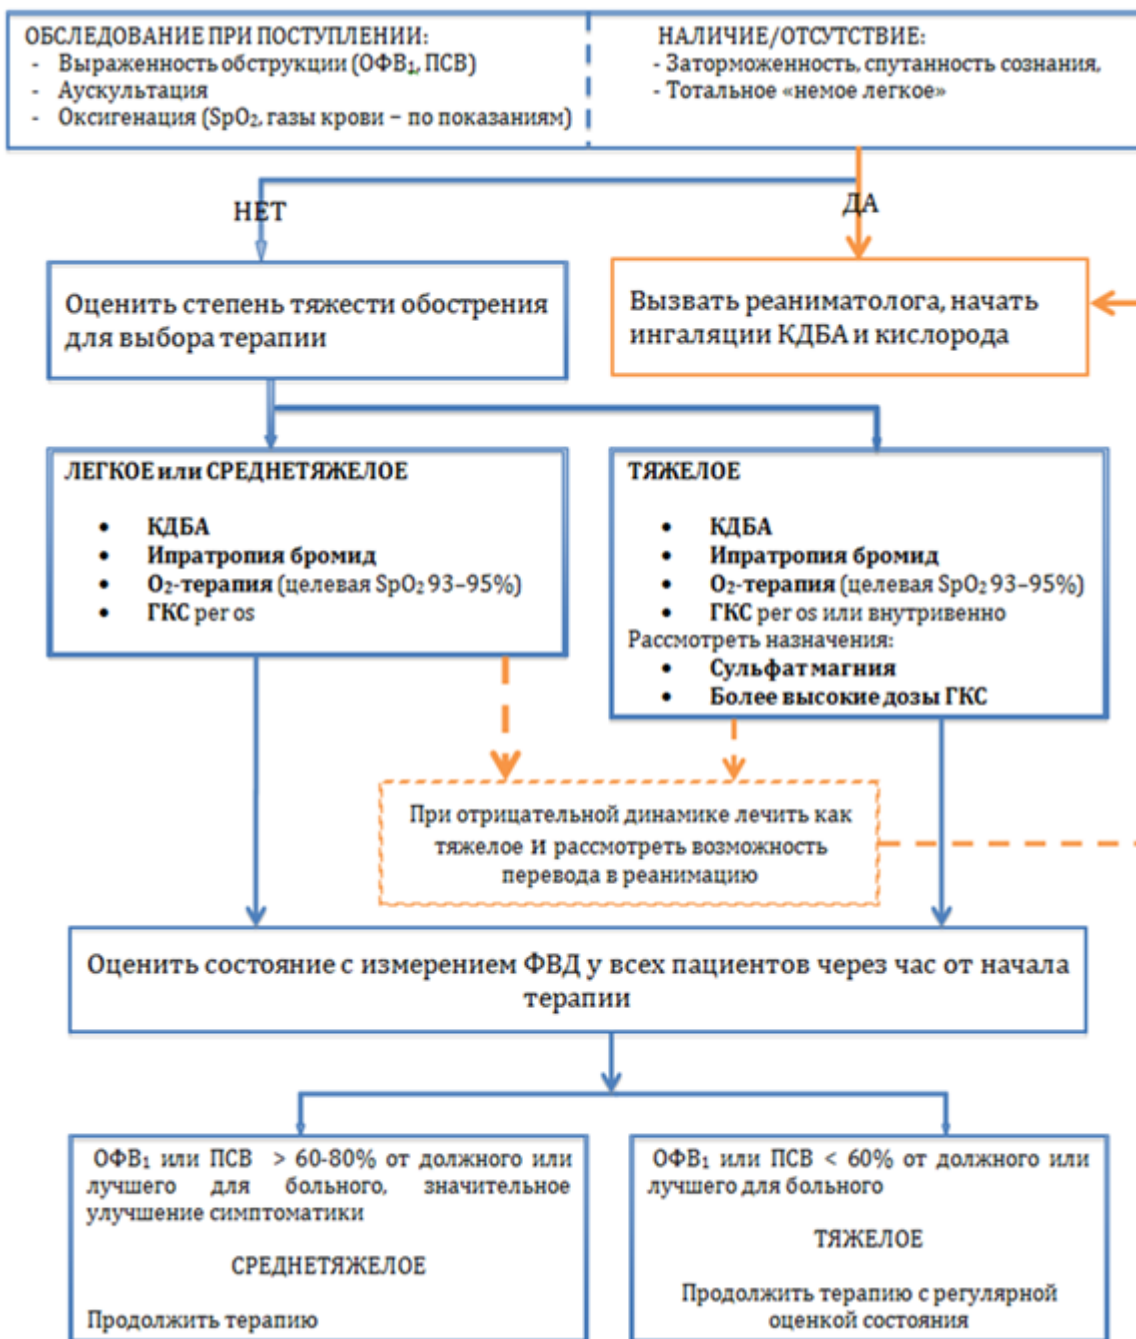 ОБСЛЕДОВАНИЕ ПРИ ПОСТУПЛЕНИИ:
- Выраженность обструкции (ОФВ₁, ПСВ)
- Аускультация
- Оксигенация (SpO₂, газы крови – по показаниям)
НАЛИЧИЕ/ОТСУТСТВИЕ:
- Заторможенность, спутанность сознания,
- Тотальное «немое легкое»
НЕТ
ДА
Оценить степень тяжести обострения
для выбора терапии
Вызвать реаниматолога, начать
ингаляции КДБА и кислорода
ЛЕГКОЕ или СРЕДНЕТЯЖЕЛОЕ
• КДБА
• Ипратропия бромид
• О₂-терапия (целевая SpO₂ 93–95%)
• ГКС per os
ТЯЖЕЛОЕ
• КДБА
• Ипратропия бромид
• О₂-терапия (целевая SpO₂ 93–95%)
• ГКС per os или внутривенно
Рассмотреть назначения:
• Сульфат магния
• Более высокие дозы ГКС
При отрицательной динамике лечить как
тяжелое и рассмотреть возможность
перевода в реанимацию
Оценить состояние с измерением ФВД у всех пациентов через час от начала
терапии
ОФВ₁ или ПСВ > 60-80% от должного или
лучшего для больного, значительное
улучшение симптоматики
СРЕДНЕТЯЖЕЛОЕ
Продолжить терапию
ОФВ₁ или ПСВ < 60% от должного или
лучшего для больного
ТЯЖЕЛОЕ
Продолжить терапию с регулярной
оценкой состояния